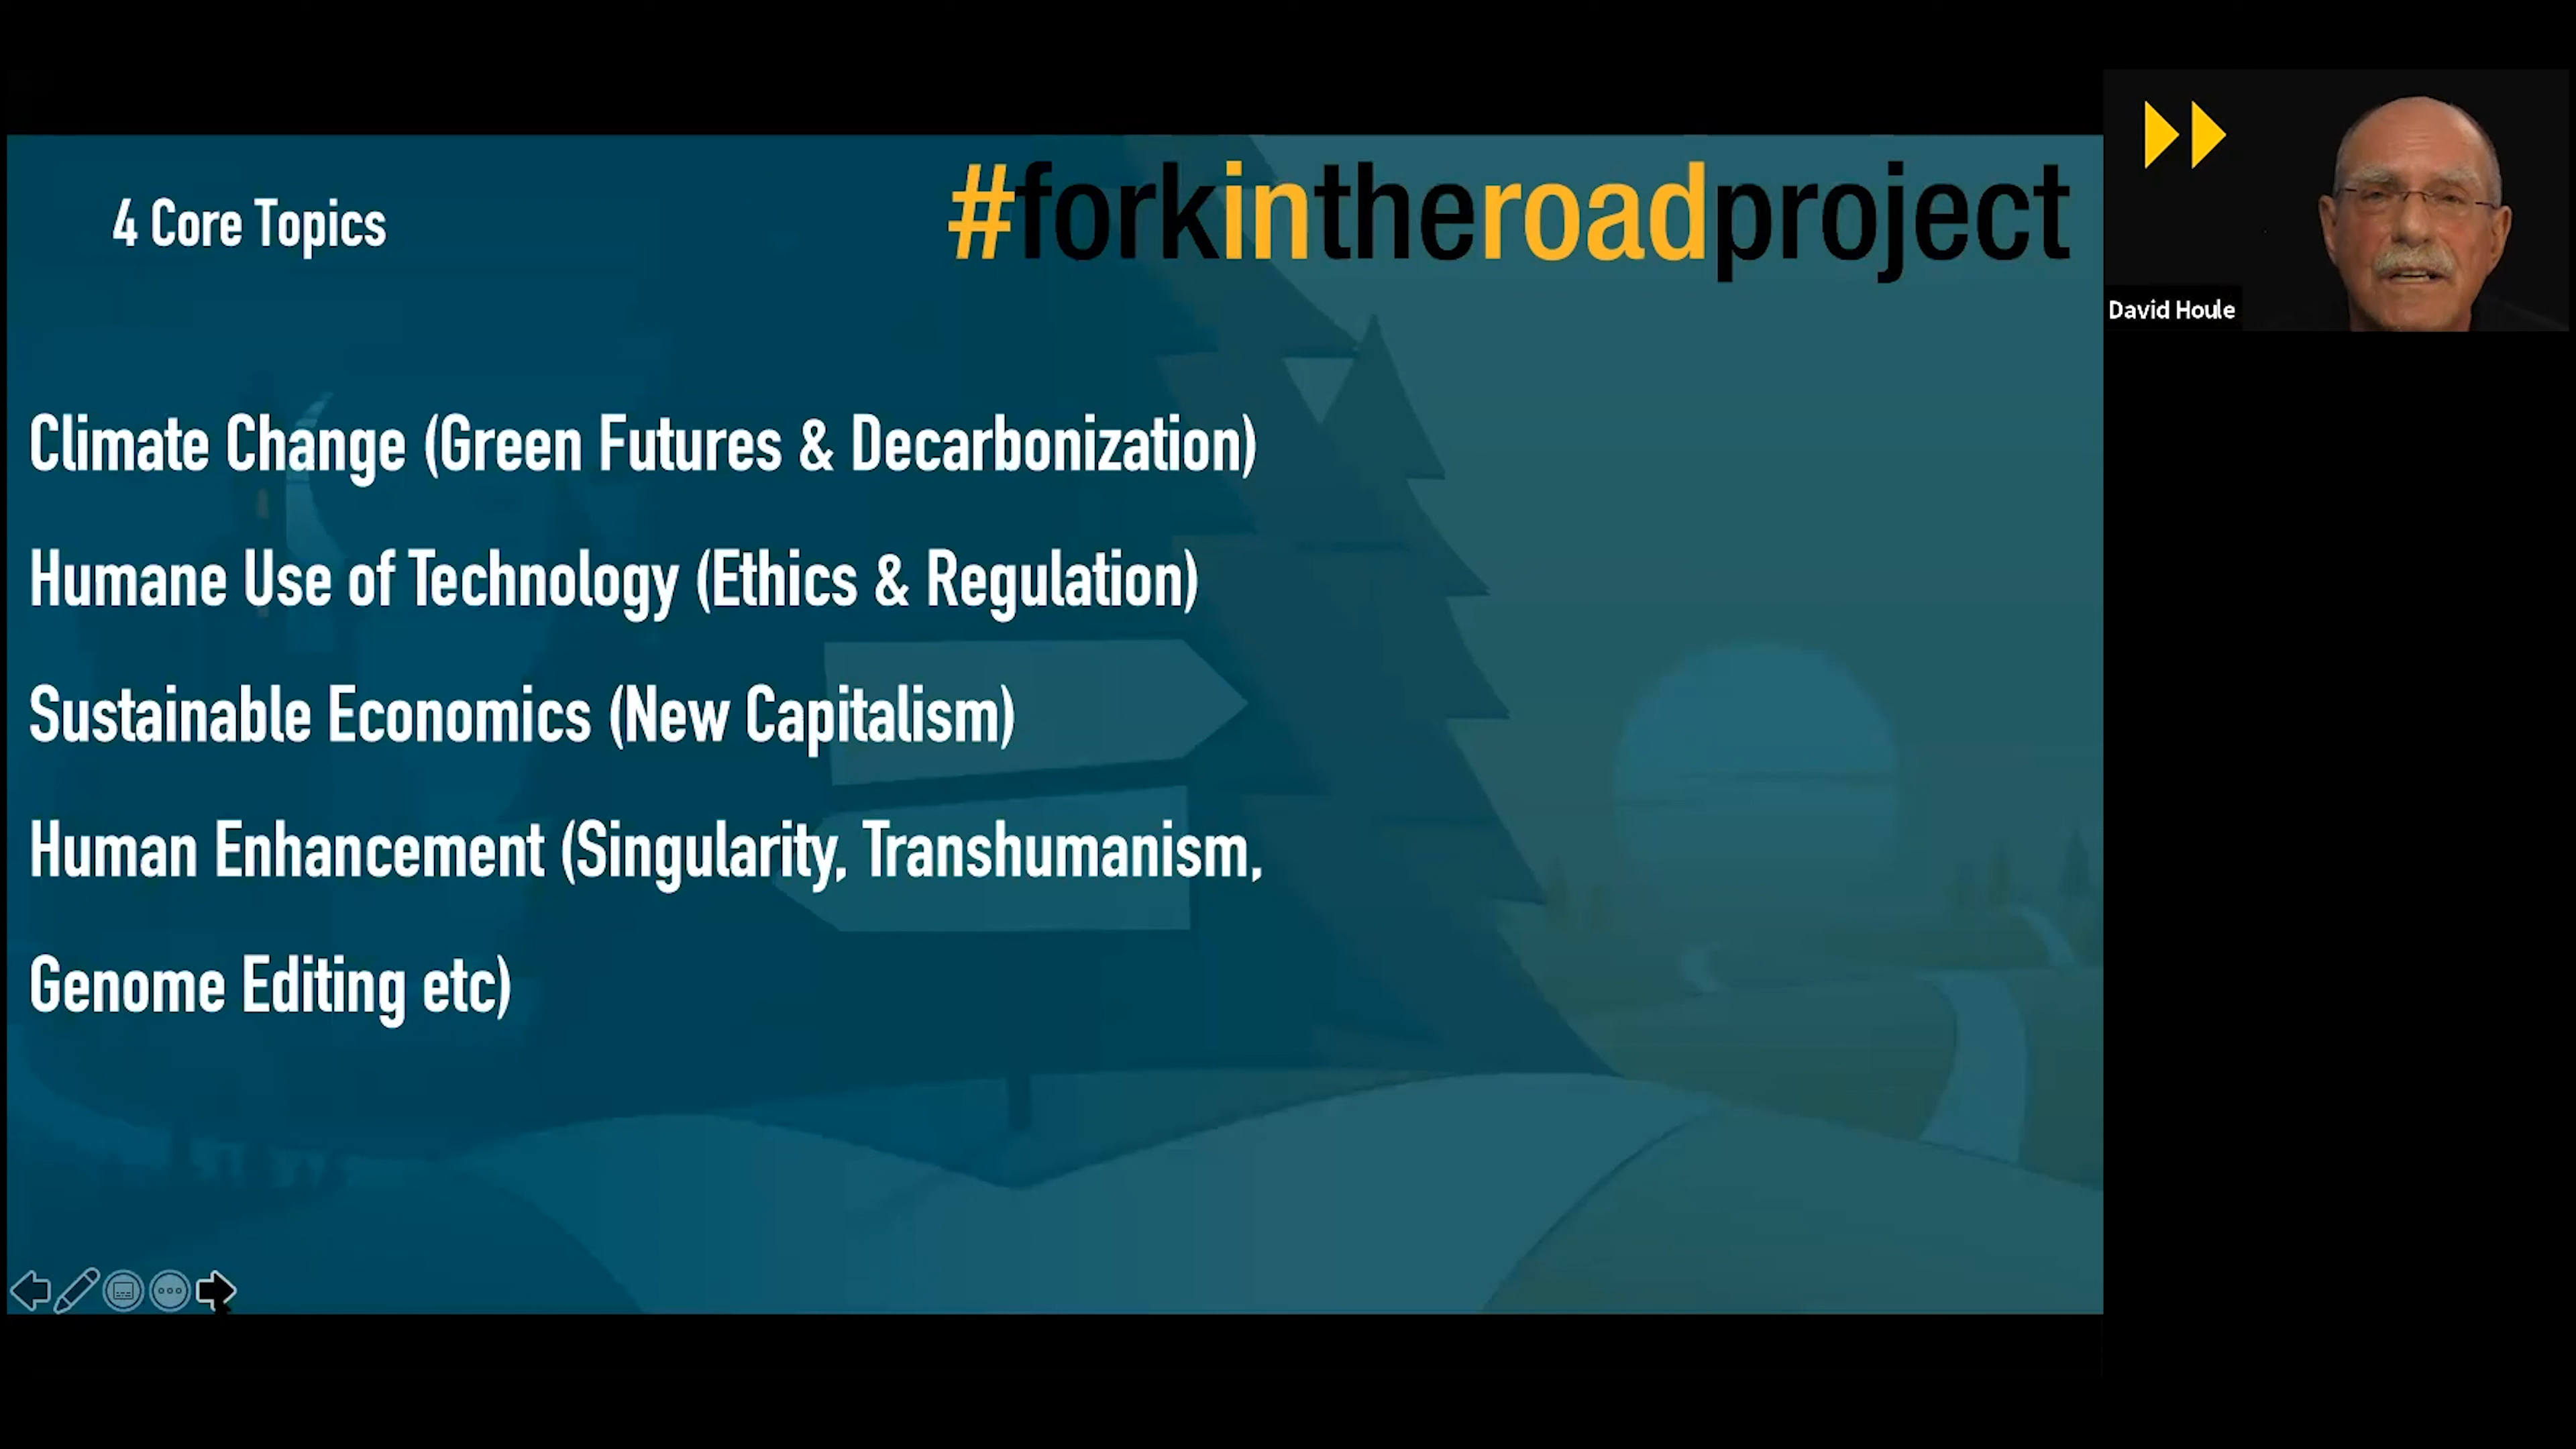 4 Core Topics
#forkintheroadproject
David Houle
Climate Change (Green Futures & Decarbonization)
Humane Use of Technology (Ethics & Regulation)
Sustainable Economics (New Capitalism)
Human Enhancement (Singularity, Transhumanism,
Genome Editing etc)